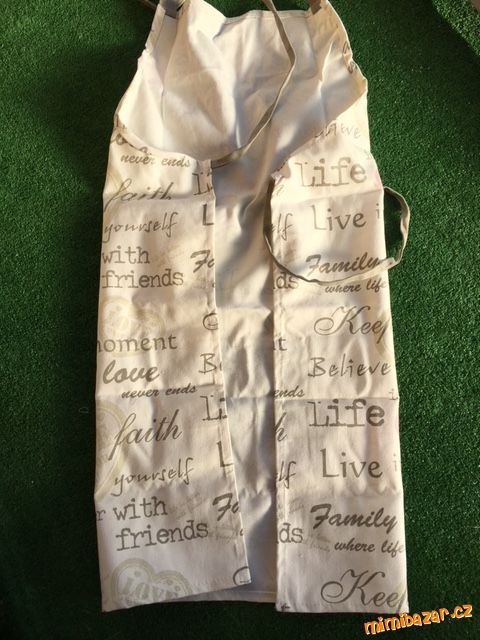 never ends
faith
yourself
with
friends
moment
love
never ends
faith
yourself
with
friends
Life
Live
Family
where life
Keep
Believe
Life
Live
Family
where life
Keep
mimibazar.cz